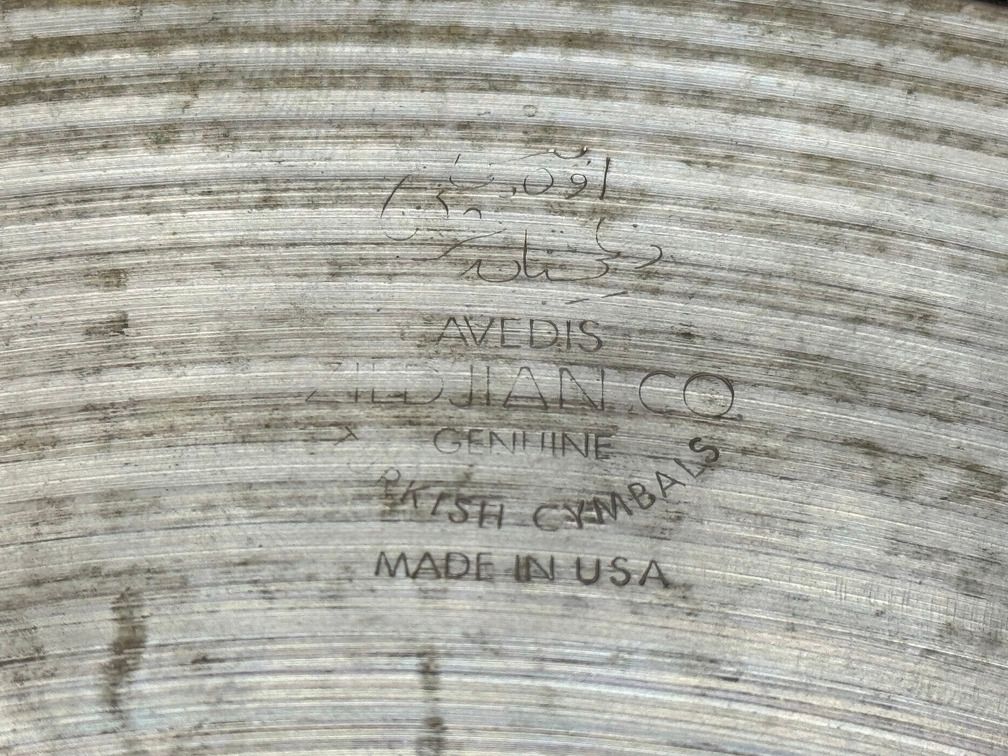 AVEDIS
ZILDJIAN CO.
GENUINE
TURKISH CYMBALS
MADE IN USA